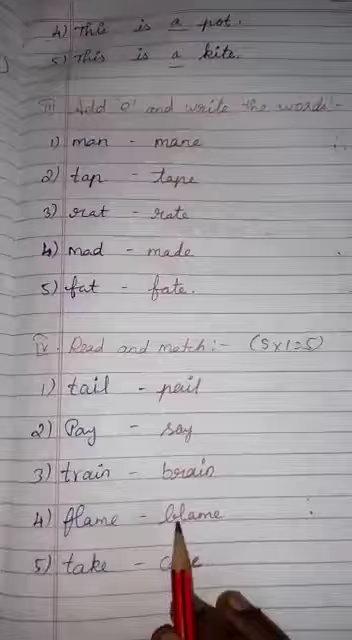 4) This is a pot.
5) This is a kite.
III Add 'e' and write the words:-
1) man - mane
2) tap - tape
3) rat - rate
4) mad - made
5) fat - fate.
IV. Read and match:- (5x1=5)
1) tail - pail
2) Pay - say
3) train - brain
4) flame - blame
5) take -